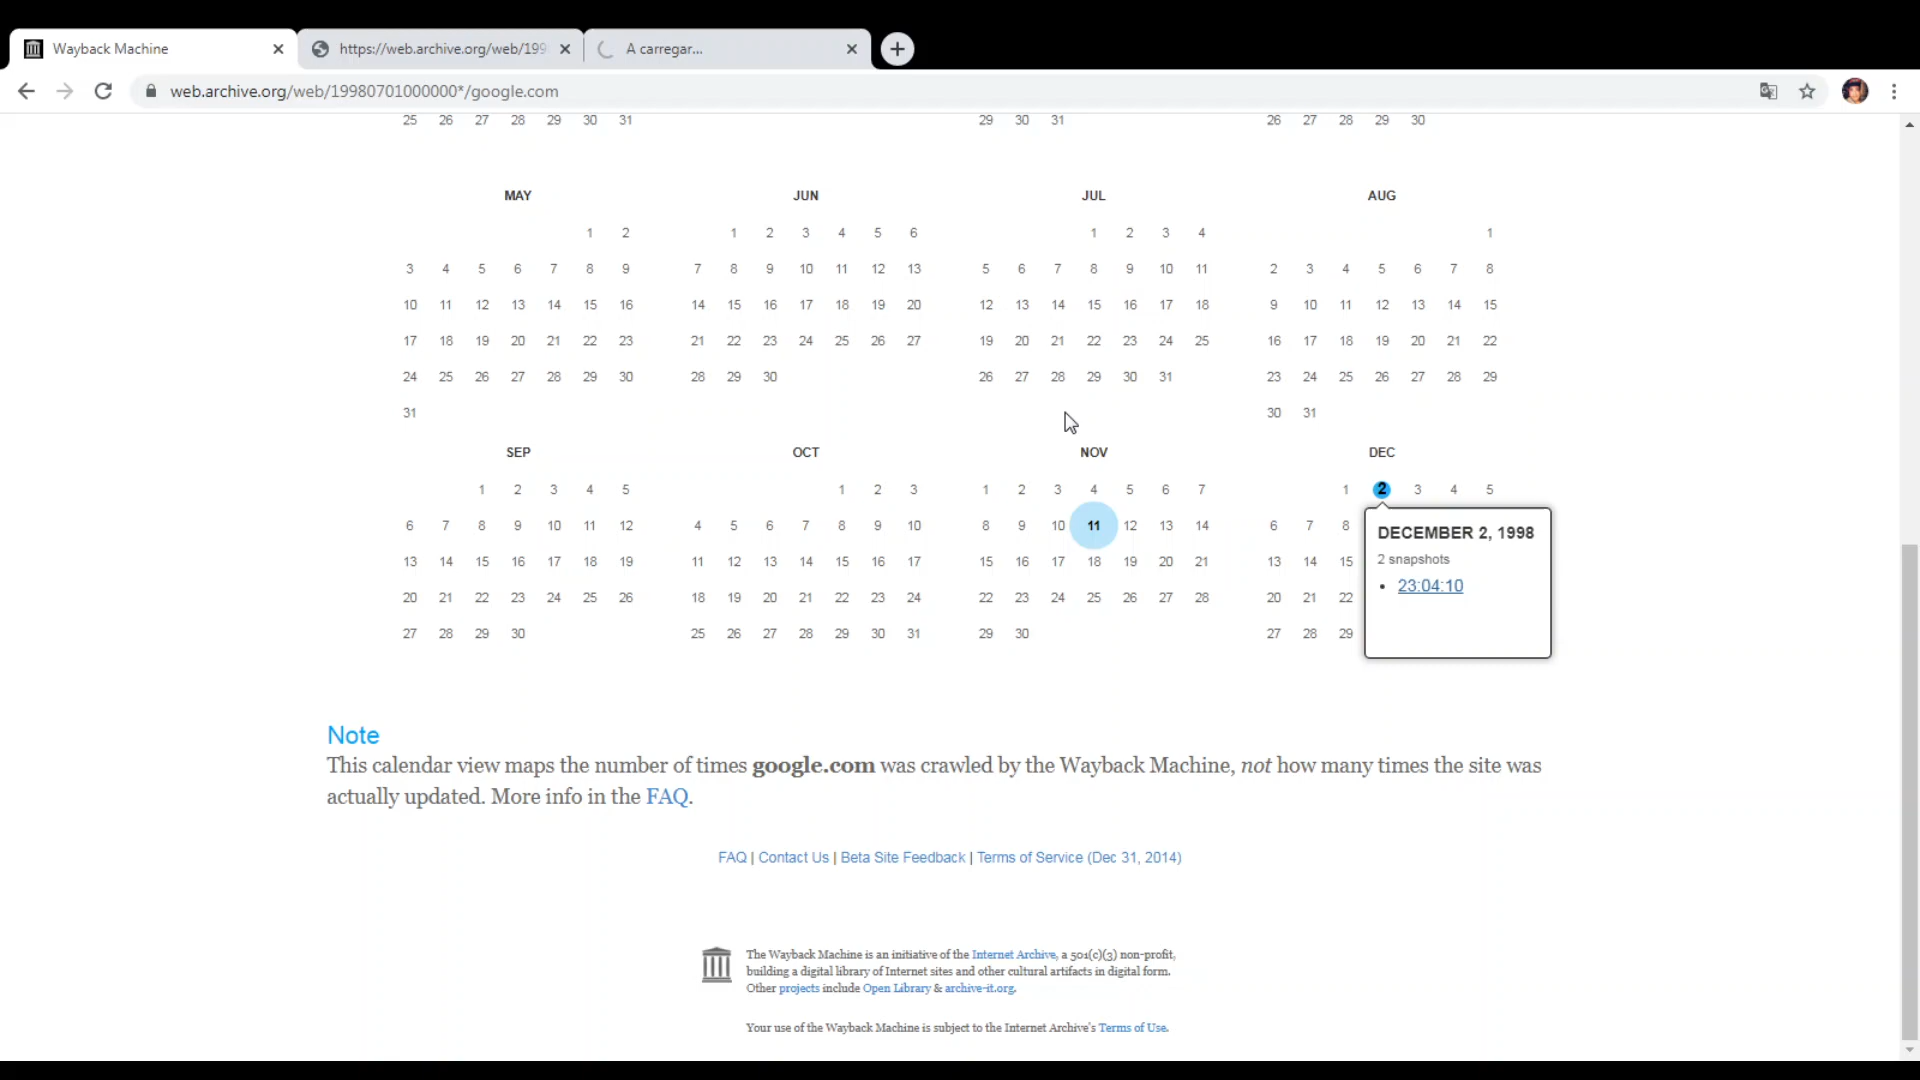 Wayback Machine
https://web.archive.org/web/199
A carregar...
web.archive.org/web/19980701000000*/google.com
25 26 27 28 29 30 31 29 30 31 26 27 28 29 30
MAY JUN JUL AUG
1 2 1 2 3 4 5 6 1 2 3 4 1
3 4 5 6 7 8 9 7 8 9 10 11 12 13 5 6 7 8 9 10 11 2 3 4 5 6 7 8
10 11 12 13 14 15 16 14 15 16 17 18 19 20 12 13 14 15 16 17 18 9 10 11 12 13 14 15
17 18 19 20 21 22 23 21 22 23 24 25 26 27 19 20 21 22 23 24 25 16 17 18 19 20 21 22
24 25 26 27 28 29 30 28 29 30 26 27 28 29 30 31 23 24 25 26 27 28 29
31 30 31
SEP OCT NOV DEC
1 2 3 4 5 1 2 3 1 2 3 4 5 6 7 1 2 3 4 5
6 7 8 9 10 11 12 4 5 6 7 8 9 10 8 9 10 11 12 13 14 6 7 8
13 14 15 16 17 18 19 11 12 13 14 15 16 17 15 16 17 18 19 20 21 13 14 15
20 21 22 23 24 25 26 18 19 20 21 22 23 24 22 23 24 25 26 27 28 20 21 22
27 28 29 30 25 26 27 28 29 30 31 29 30 27 28 29
DECEMBER 2, 1998
2 snapshots
• 23:04:10
Note
This calendar view maps the number of times google.com was crawled by the Wayback Machine, not how many times the site was
actually updated. More info in the FAQ.
FAQ | Contact Us | Beta Site Feedback | Terms of Service (Dec 31, 2014)
The Wayback Machine is an initiative of the Internet Archive, a 501(c)(3) non-profit,
building a digital library of Internet sites and other cultural artifacts in digital form.
Other projects include Open Library & archive-it.org.
Your use of the Wayback Machine is subject to the Internet Archive's Terms of Use.